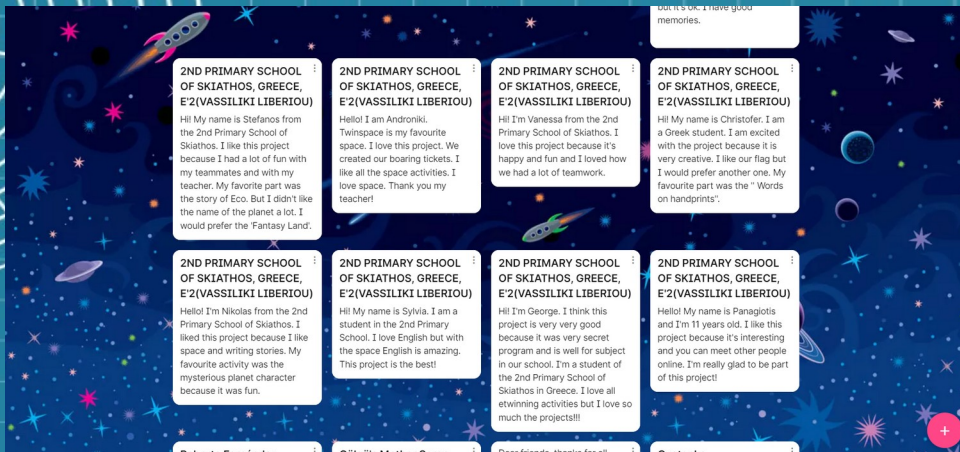 but it's ok. I have good
memories.
2ND PRIMARY SCHOOL
OF SKIATHOS, GREECE,
E'2(VASSILIKI LIBERIOU)
Hi! My name is Stefanos from
the 2nd Primary School of
Skiathos. I like this project
because I had a lot of fun with
my teammates and with my
teacher. My favorite part was
the story of Eco. But I didn't like
the name of the planet a lot. I
would prefer the 'Fantasy Land'.
2ND PRIMARY SCHOOL
OF SKIATHOS, GREECE,
E'2(VASSILIKI LIBERIOU)
Hello! I am Androniki.
Twinspace is my favourite
space. I love this project. We
created our boaring tickets. I
like all the space activities. I
love space. Thank you my
teacher!
2ND PRIMARY SCHOOL
OF SKIATHOS, GREECE,
E'2(VASSILIKI LIBERIOU)
Hi! I'm Vanessa from the 2nd
Primary School of Skiathos. I
love this project because it's
happy and fun and I loved how
we had a lot of teamwork.
2ND PRIMARY SCHOOL
OF SKIATHOS, GREECE,
E'2(VASSILIKI LIBERIOU)
Hi! My name is Christofer. I am
a Greek student. I am excited
with the project because it is
very creative. I like our flag but
I would prefer another one. My
favourite part was the " Words
on handprints".
2ND PRIMARY SCHOOL
OF SKIATHOS, GREECE,
E'2(VASSILIKI LIBERIOU)
Hello! I'm Nikolas from the 2nd
Primary School of Skiathos. I
liked this project because I like
space and writing stories. My
favourite activity was the
mysterious planet character
because it was fun.
2ND PRIMARY SCHOOL
OF SKIATHOS, GREECE,
E'2(VASSILIKI LIBERIOU)
Hi! My name is Sylvia. I am a
student in the 2nd Primary
School. I love English but with
the space English is amazing.
This project is the best!
2ND PRIMARY SCHOOL
OF SKIATHOS, GREECE,
E'2(VASSILIKI LIBERIOU)
Hi! I'm George. I think this
project is very very good
because it was very secret
program and is well for subject
in our school. I'm a student of
the 2nd Primary School of
Skiathos in Greece. I love all
etwinning activities but I love so
much the projects!!!
2ND PRIMARY SCHOOL
OF SKIATHOS, GREECE,
E'2(VASSILIKI LIBERIOU)
Hello! My name is Panagiotis
and I'm 11 years old. I like this
project because it's interesting
and you can meet other people
online. I'm really glad to be part
of this project!
Dear friends, thanks for all